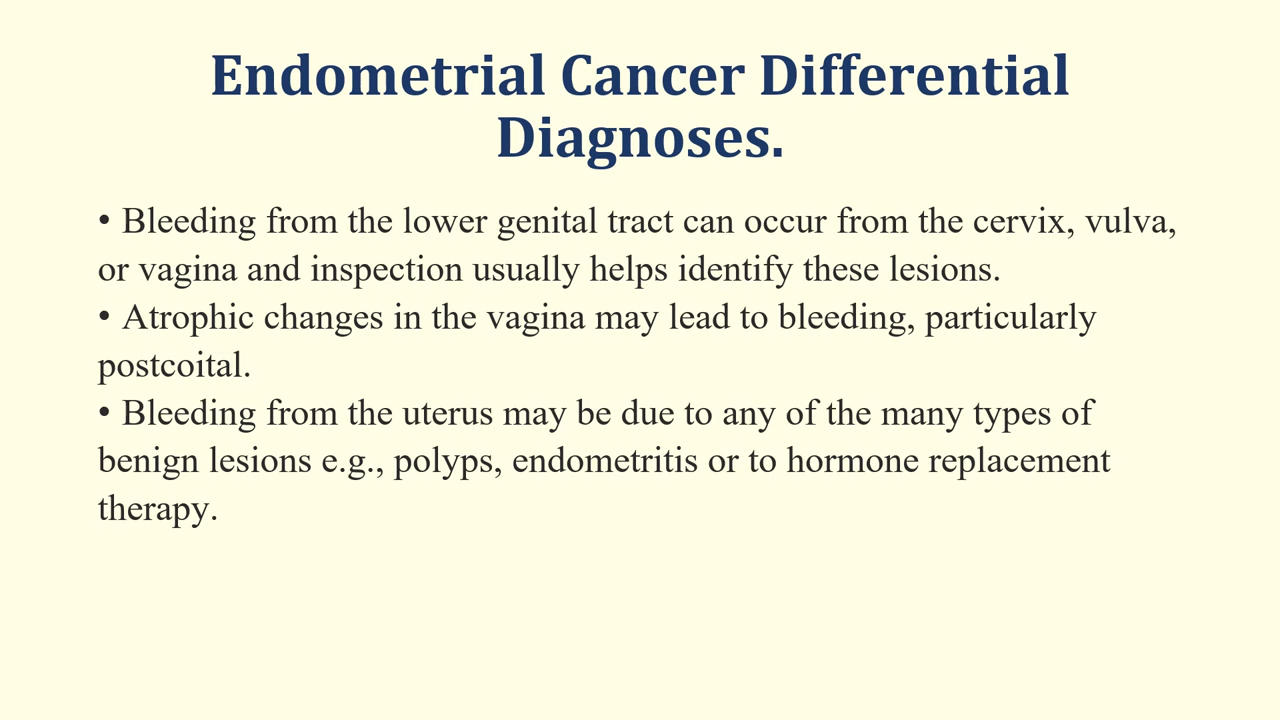 Endometrial Cancer Differential
Diagnoses.
• Bleeding from the lower genital tract can occur from the cervix, vulva,
or vagina and inspection usually helps identify these lesions.
• Atrophic changes in the vagina may lead to bleeding, particularly
postcoital.
• Bleeding from the uterus may be due to any of the many types of
benign lesions e.g., polyps, endometritis or to hormone replacement
therapy.